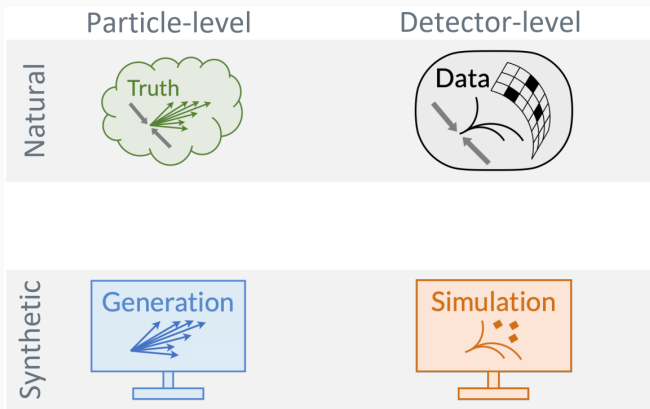 Particle-level Detector-level
Natural
Truth
Data
Synthetic
Generation
Simulation